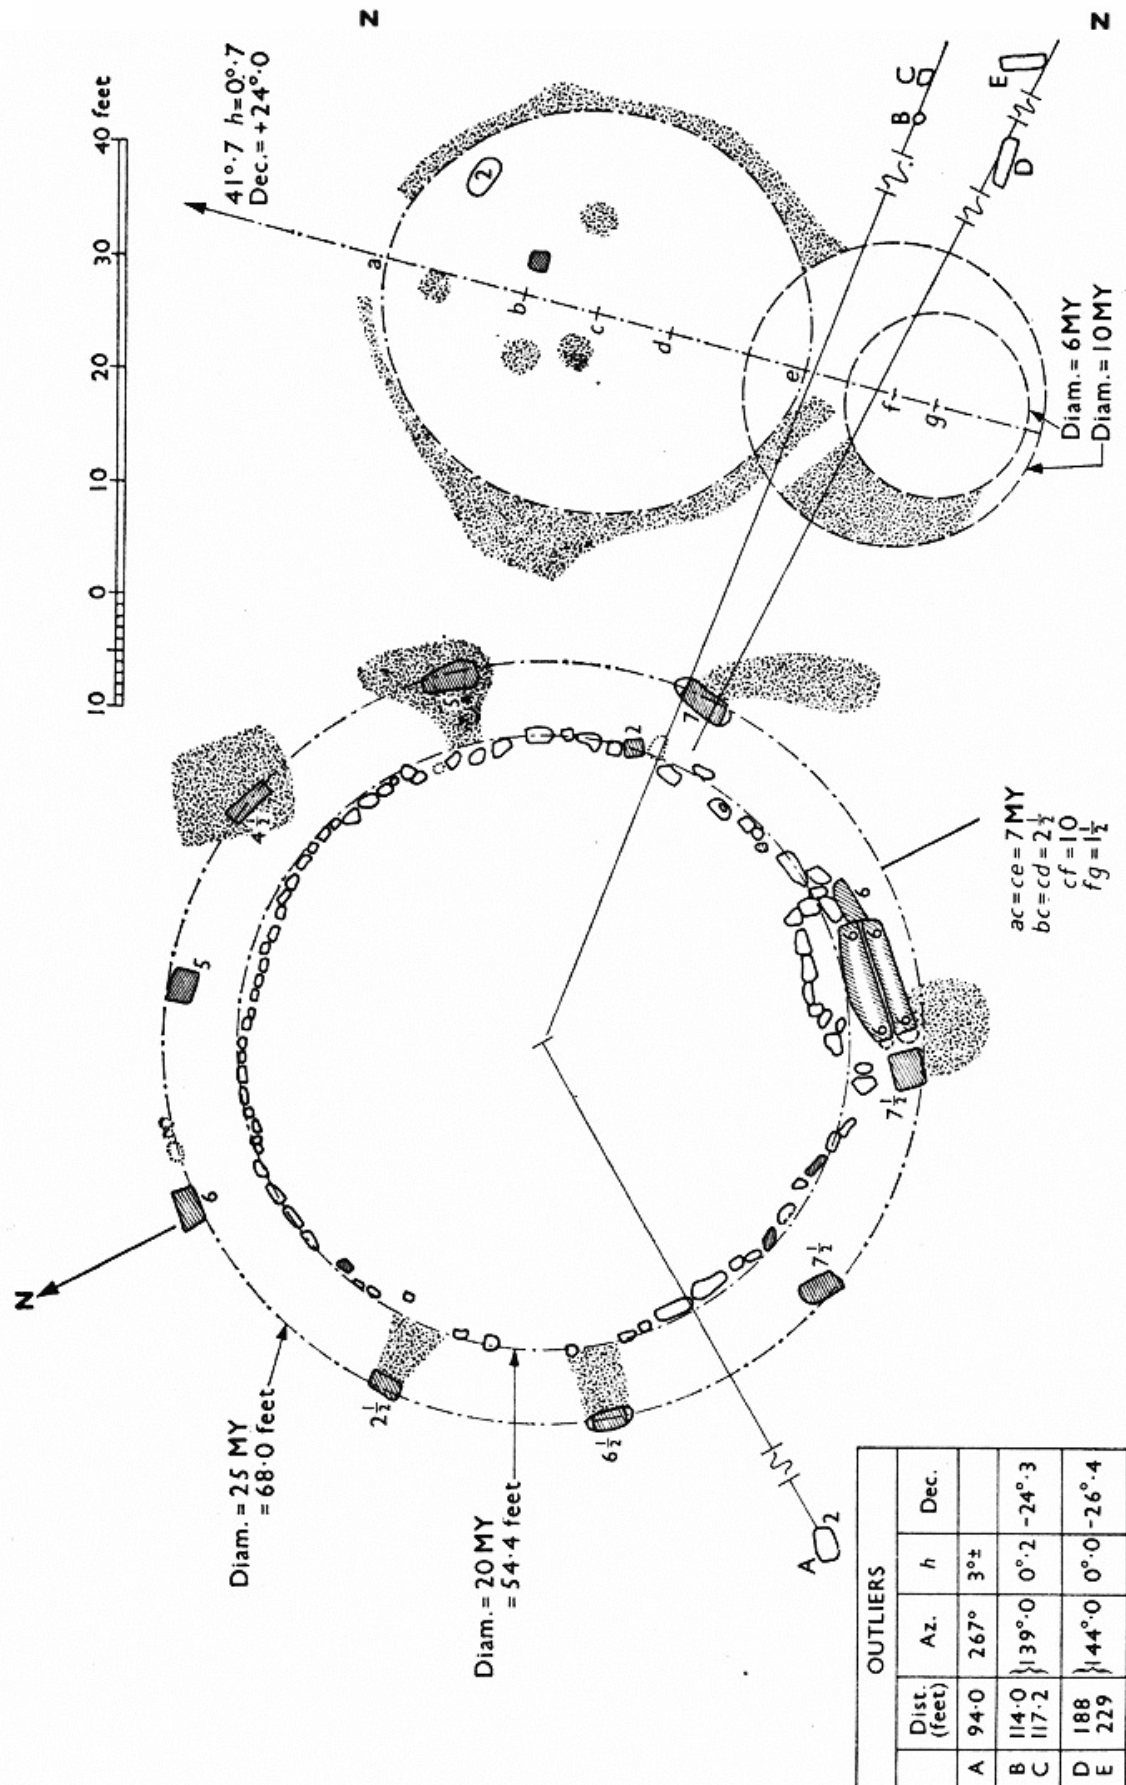 N
N
N
10 0 10 20 30 40 feet
41°·7 h=0°·7
Dec.=+24°·0
Diam. = 25 MY
= 68·0 feet
Diam. = 20 MY
= 54·4 feet
2½
6
5
4½
5¼
7
2
6
6
6
6
6
7½
7½
6½
A
2
a
b
c
d
e
f
g
2
B
C
D
E
Diam. = 6MY
Diam. = 10MY
ac=ce=7MY
bc=cd=2½
cf=10
fg=1½
OUTLIERS
Dist. (feet) Az. h Dec.
A 94·0 267° 3°±
B 114·0 }139°·0 0°·2 -24°·3
C 117·2
D 188 }144°·0 0°·0 -26°·4
E 229